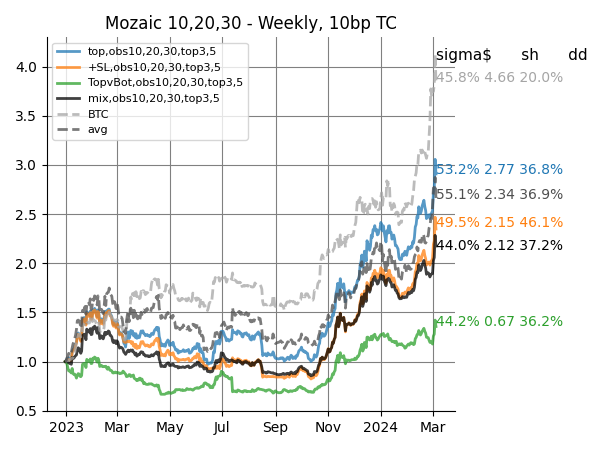 Mozaic 10,20,30 - Weekly, 10bp TC
top,obs10,20,30,top3,5
+SL,obs10,20,30,top3,5
TopvBot,obs10,20,30,top3,5
mix,obs10,20,30,top3,5
BTC
avg
sigma$ sh dd
45.8% 4.66 20.0%
53.2% 2.77 36.8%
55.1% 2.34 36.9%
49.5% 2.15 46.1%
44.0% 2.12 37.2%
44.2% 0.67 36.2%
4.0
3.5
3.0
2.5
2.0
1.5
1.0
0.5
2023 Mar May Jul Sep Nov 2024 Mar